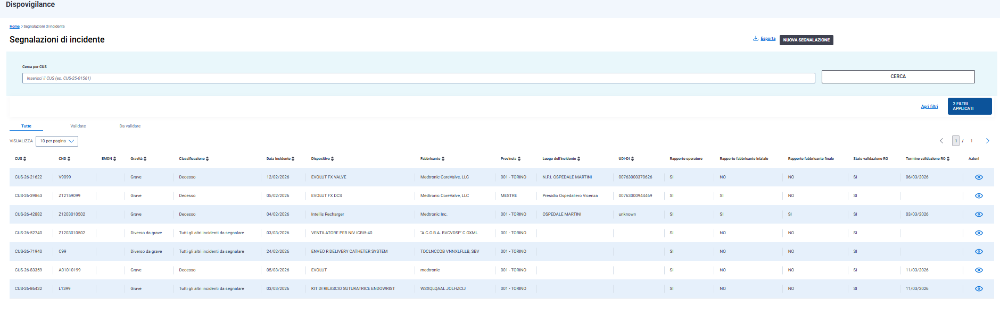 Dispovigilance
Home > Segnalazioni di incidente
Segnalazioni di incidente
Esporta
NUOVA SEGNALAZIONE
Cerca per CUS
Inserisci il CUS (es. CUS-25-01561)
CERCA
Apri filtri
2 FILTRI
APPLICATI
Tutte Validate Da validare
VISUALIZZA 10 per pagina
1 / 1
CUS CND EMDN Gravità Classificazione Data incidente Dispositivo Fabbricante Provincia Luogo dell'incidente UDI-DI Rapporto operatore Rapporto fabbricante iniziale Rapporto fabbricante finale Stato validazione RO Termine validazione RO Azioni
CUS-26-21622 V9099 Grave Decesso 12/02/2026 EVOLUT FX VALVE Medtronic CoreValve, LLC 001 - TORINO N.P.I. OSPEDALE MARTINI 00763000370626 SI NO NO SI 06/03/2026
CUS-26-39863 Z12159099 Grave Decesso 05/02/2026 EVOLUT FX DCS Medtronic CoreValve, LLC MESTRE Presidio Ospedaliero Vicenza 00763000944469 SI SI NO SI
CUS-26-42882 Z1203010502 Grave Decesso 04/02/2026 Intellis Recharger Medtronic Inc. 001 - TORINO OSPEDALE MARTINI unknown SI SI SI SI 03/03/2026
CUS-26-52740 Z1203010502 Diverso da grave Tutti gli altri incidenti da segnalare 03/03/2026 VENTILATORE PER NIV ICBI5-40 "A.C.O.B.A. BVCVDSP' C OXML 001 - TORINO SI NO NO SI
CUS-26-71940 C99 Diverso da grave Tutti gli altri incidenti da segnalare 24/02/2026 ENVEO R DELIVERY CATHETER SYSTEM TDCLNCCOB VNNXLFLLB, SBV 001 - TORINO SI NO NO SI
CUS-26-83359 A01010199 Grave Decesso 05/03/2026 EVOLUT medtronic 001 - TORINO SI NO NO SI 11/03/2026
CUS-26-86432 L1399 Grave Tutti gli altri incidenti da segnalare 03/03/2026 KIT DI RILASCIO SUTURATRICE ENDOWRIST WSXQLQAAL JOLHZCIJ 001 - TORINO SI NO NO SI 11/03/2026